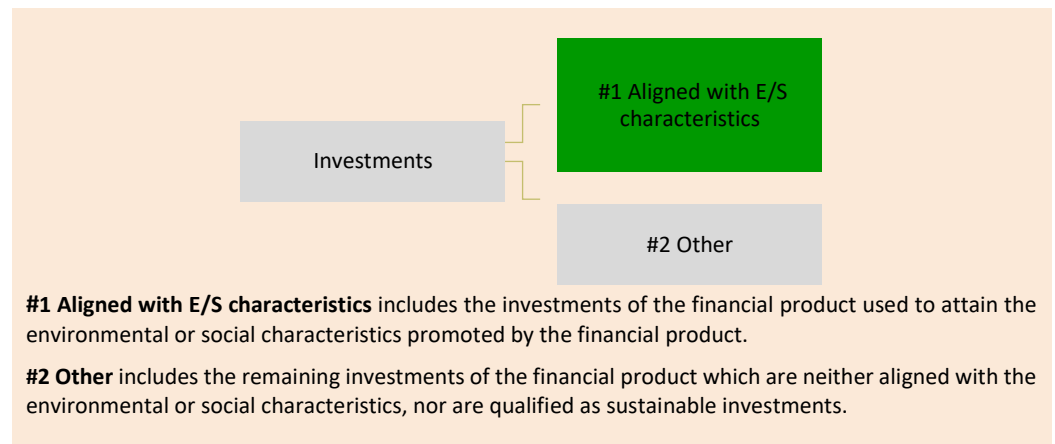 #1 Aligned with E/S
characteristics
Investments
#2 Other
#1 Aligned with E/S characteristics includes the investments of the financial product used to attain the
environmental or social characteristics promoted by the financial product.
#2 Other includes the remaining investments of the financial product which are neither aligned with the
environmental or social characteristics, nor are qualified as sustainable investments.